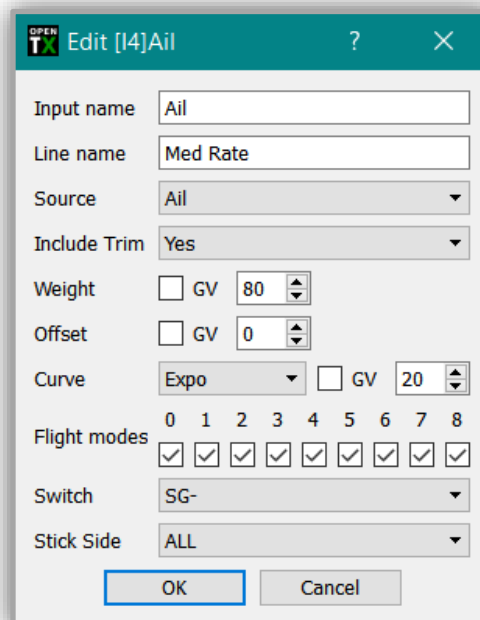 OPEN TX Edit [I4]Ail ?
Input name Ail
Line name Med Rate
Source Ail
Include Trim Yes
Weight GV 80
Offset GV 0
Curve Expo GV 20
0 1 2 3 4 5 6 7 8
Flight modes
Switch SG-
Stick Side ALL
OK Cancel